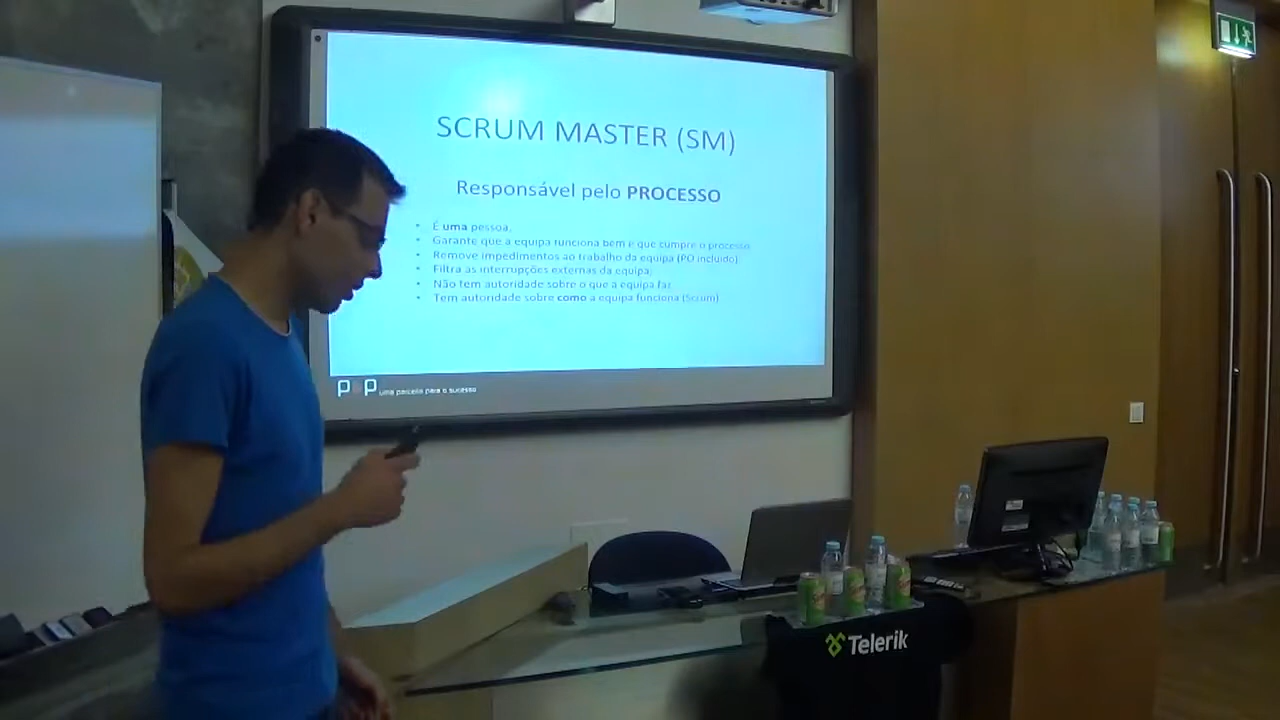 SCRUM MASTER (SM)
Responsável pelo PROCESSO
É uma pessoa.
Garante que a equipa funciona bem e que cumpre o processo.
Remove impedimentos ao trabalho da equipa (PO incluído).
Filtra as interrupções externas da equipa.
Não tem autoridade sobre o que a equipa faz.
Tem autoridade sobre como a equipa funciona (Scrum)
uma parceria para o sucesso
Telerik